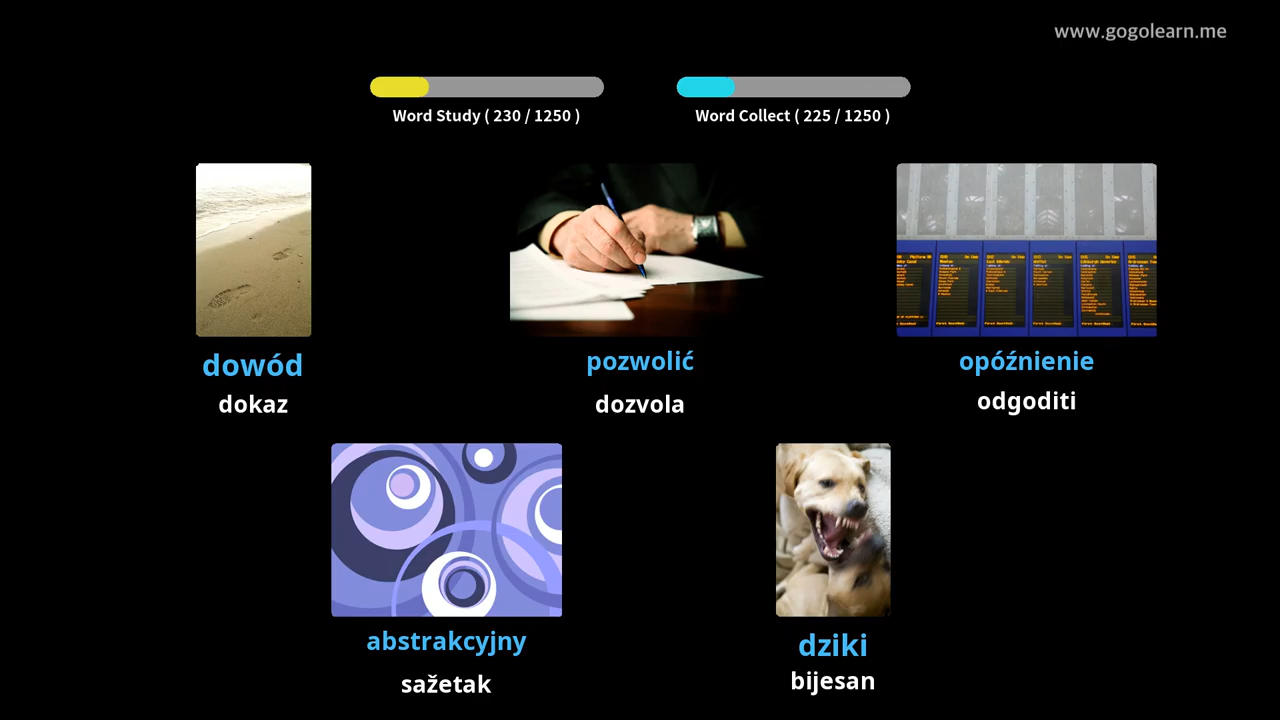 www.gogolearn.me
Word Study ( 230 / 1250 )
Word Collect ( 225 / 1250 )
dowód
dokaz
pozwolić
dozvola
opóźnienie
odgoditi
abstrakcyjny
sažetak
dziki
bijesan